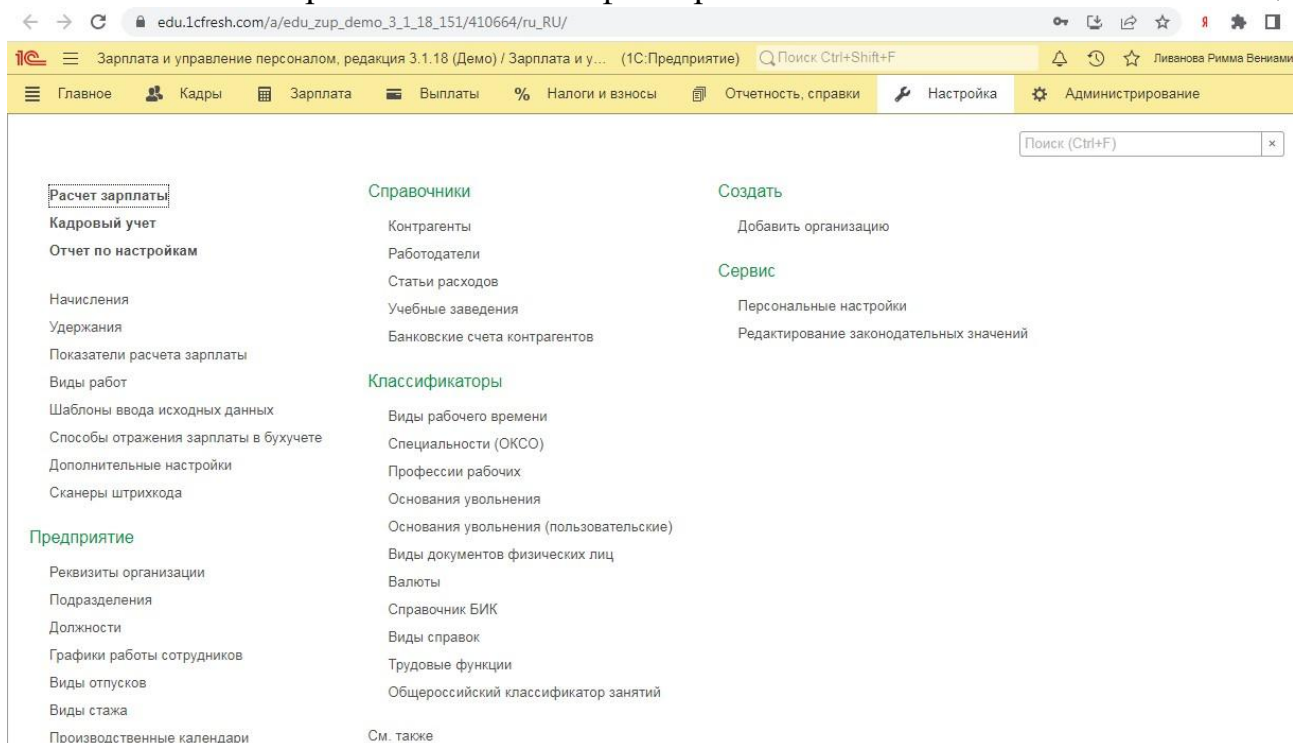 edu.1cfresh.com/a/edu_zup_demo_3_1_18_151/410664/ru_RU/
Я
1С Зарплата и управление персоналом, редакция 3.1.18 (Демо) / Зарплата и у... (1С:Предприятие) Поиск Ctrl+Shift+F Ливанова Римма Вениами
Главное Кадры Зарплата Выплаты % Налоги и взносы Отчетность, справки Настройка Администрирование
Поиск (Ctrl+F) ×
Расчет зарплаты
Кадровый учет
Отчет по настройкам
Начисления
Удержания
Показатели расчета зарплаты
Виды работ
Шаблоны ввода исходных данных
Способы отражения зарплаты в бухучете
Дополнительные настройки
Сканеры штрихкода
Предприятие
Реквизиты организации
Подразделения
Должности
Графики работы сотрудников
Виды отпусков
Виды стажа
Производственные календари
Справочники
Контрагенты
Работодатели
Статьи расходов
Учебные заведения
Банковские счета контрагентов
Классификаторы
Виды рабочего времени
Специальности (ОКСО)
Профессии рабочих
Основания увольнения
Основания увольнения (пользовательские)
Виды документов физических лиц
Валюты
Справочник БИК
Виды справок
Трудовые функции
Общероссийский классификатор занятий
См. также
Создать
Добавить организацию
Сервис
Персональные настройки
Редактирование законодательных значений